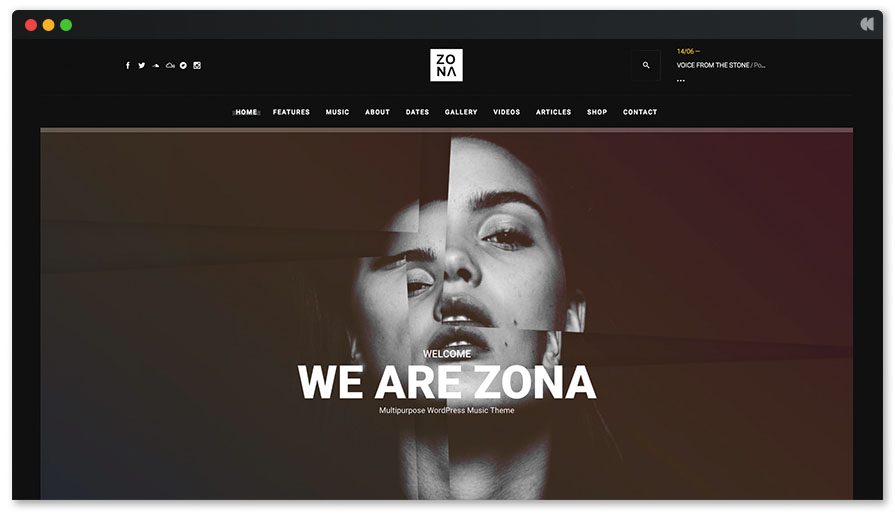 ZO
NA
14/06 —
VOICE FROM THE STONE / Po...
HOME FEATURES MUSIC ABOUT DATES GALLERY VIDEOS ARTICLES SHOP CONTACT
WELCOME
WE ARE ZONA
Multipurpose WordPress Music Theme